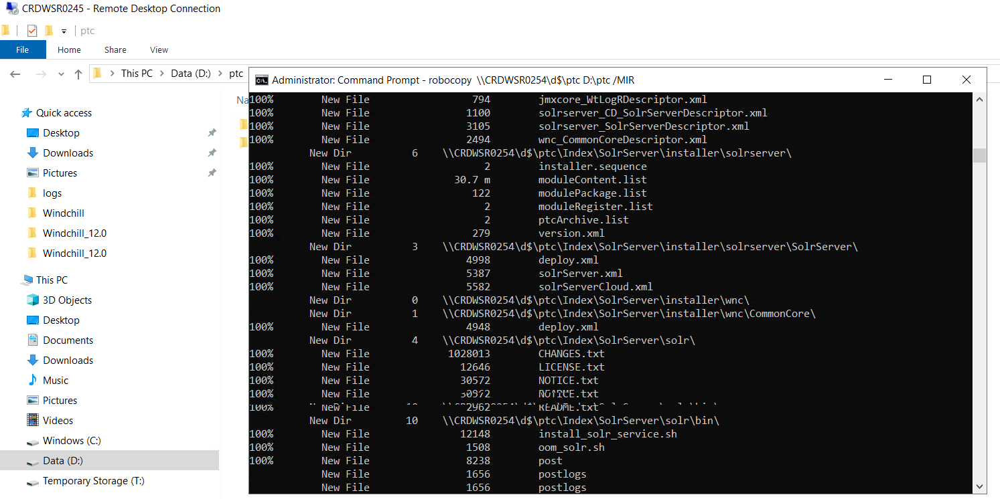 CRDWSR0245 - Remote Desktop Connection
ptc
File Home Share View
This PC > Data (D:) > ptc
Administrator: Command Prompt - robocopy \\CRDWSR0254\d$\ptc D:\ptc /MIR
Na
Quick access
Desktop
Downloads
Pictures
logs
Windchill
Windchill_12.0
Windchill_12.0
This PC
3D Objects
Desktop
Documents
Downloads
Music
Pictures
Videos
Windows (C:)
Data (D:)
Temporary Storage (T:)
100% New File 794 jmxcore_WtLogRDescriptor.xml
100% New File 1100 solrserver_CD_SolrServerDescriptor.xml
100% New File 3105 solrserver_SolrServerDescriptor.xml
100% New File 2494 wnc_CommonCoreDescriptor.xml
New Dir 6 \\CRDWSR0254\d$\ptc\Index\SolrServer\installer\solrserver\
100% New File 2 installer.sequence
100% New File 30.7 m moduleContent.list
100% New File 122 modulePackage.list
100% New File 2 moduleRegister.list
100% New File 2 ptcArchive.list
100% New File 279 version.xml
New Dir 3 \\CRDWSR0254\d$\ptc\Index\SolrServer\installer\solrserver\SolrServer\
100% New File 4998 deploy.xml
100% New File 5387 solrServer.xml
100% New File 5582 solrServerCloud.xml
New Dir 0 \\CRDWSR0254\d$\ptc\Index\SolrServer\installer\wnc\
New Dir 1 \\CRDWSR0254\d$\ptc\Index\SolrServer\installer\wnc\CommonCore\
100% New File 4948 deploy.xml
New Dir 4 \\CRDWSR0254\d$\ptc\Index\SolrServer\solr\
100% New File 1028013 CHANGES.txt
100% New File 12646 LICENSE.txt
100% New File 30572 NOTICE.txt
100% New File NOTICE.txt
100% New File 2962 README.txt
New Dir 10 \\CRDWSR0254\d$\ptc\Index\SolrServer\solr\bin\
100% New File 12148 install_solr_service.sh
100% New File 1508 oom_solr.sh
100% New File 8238 post
New File 1656 postlogs
New File 1656 postlogs